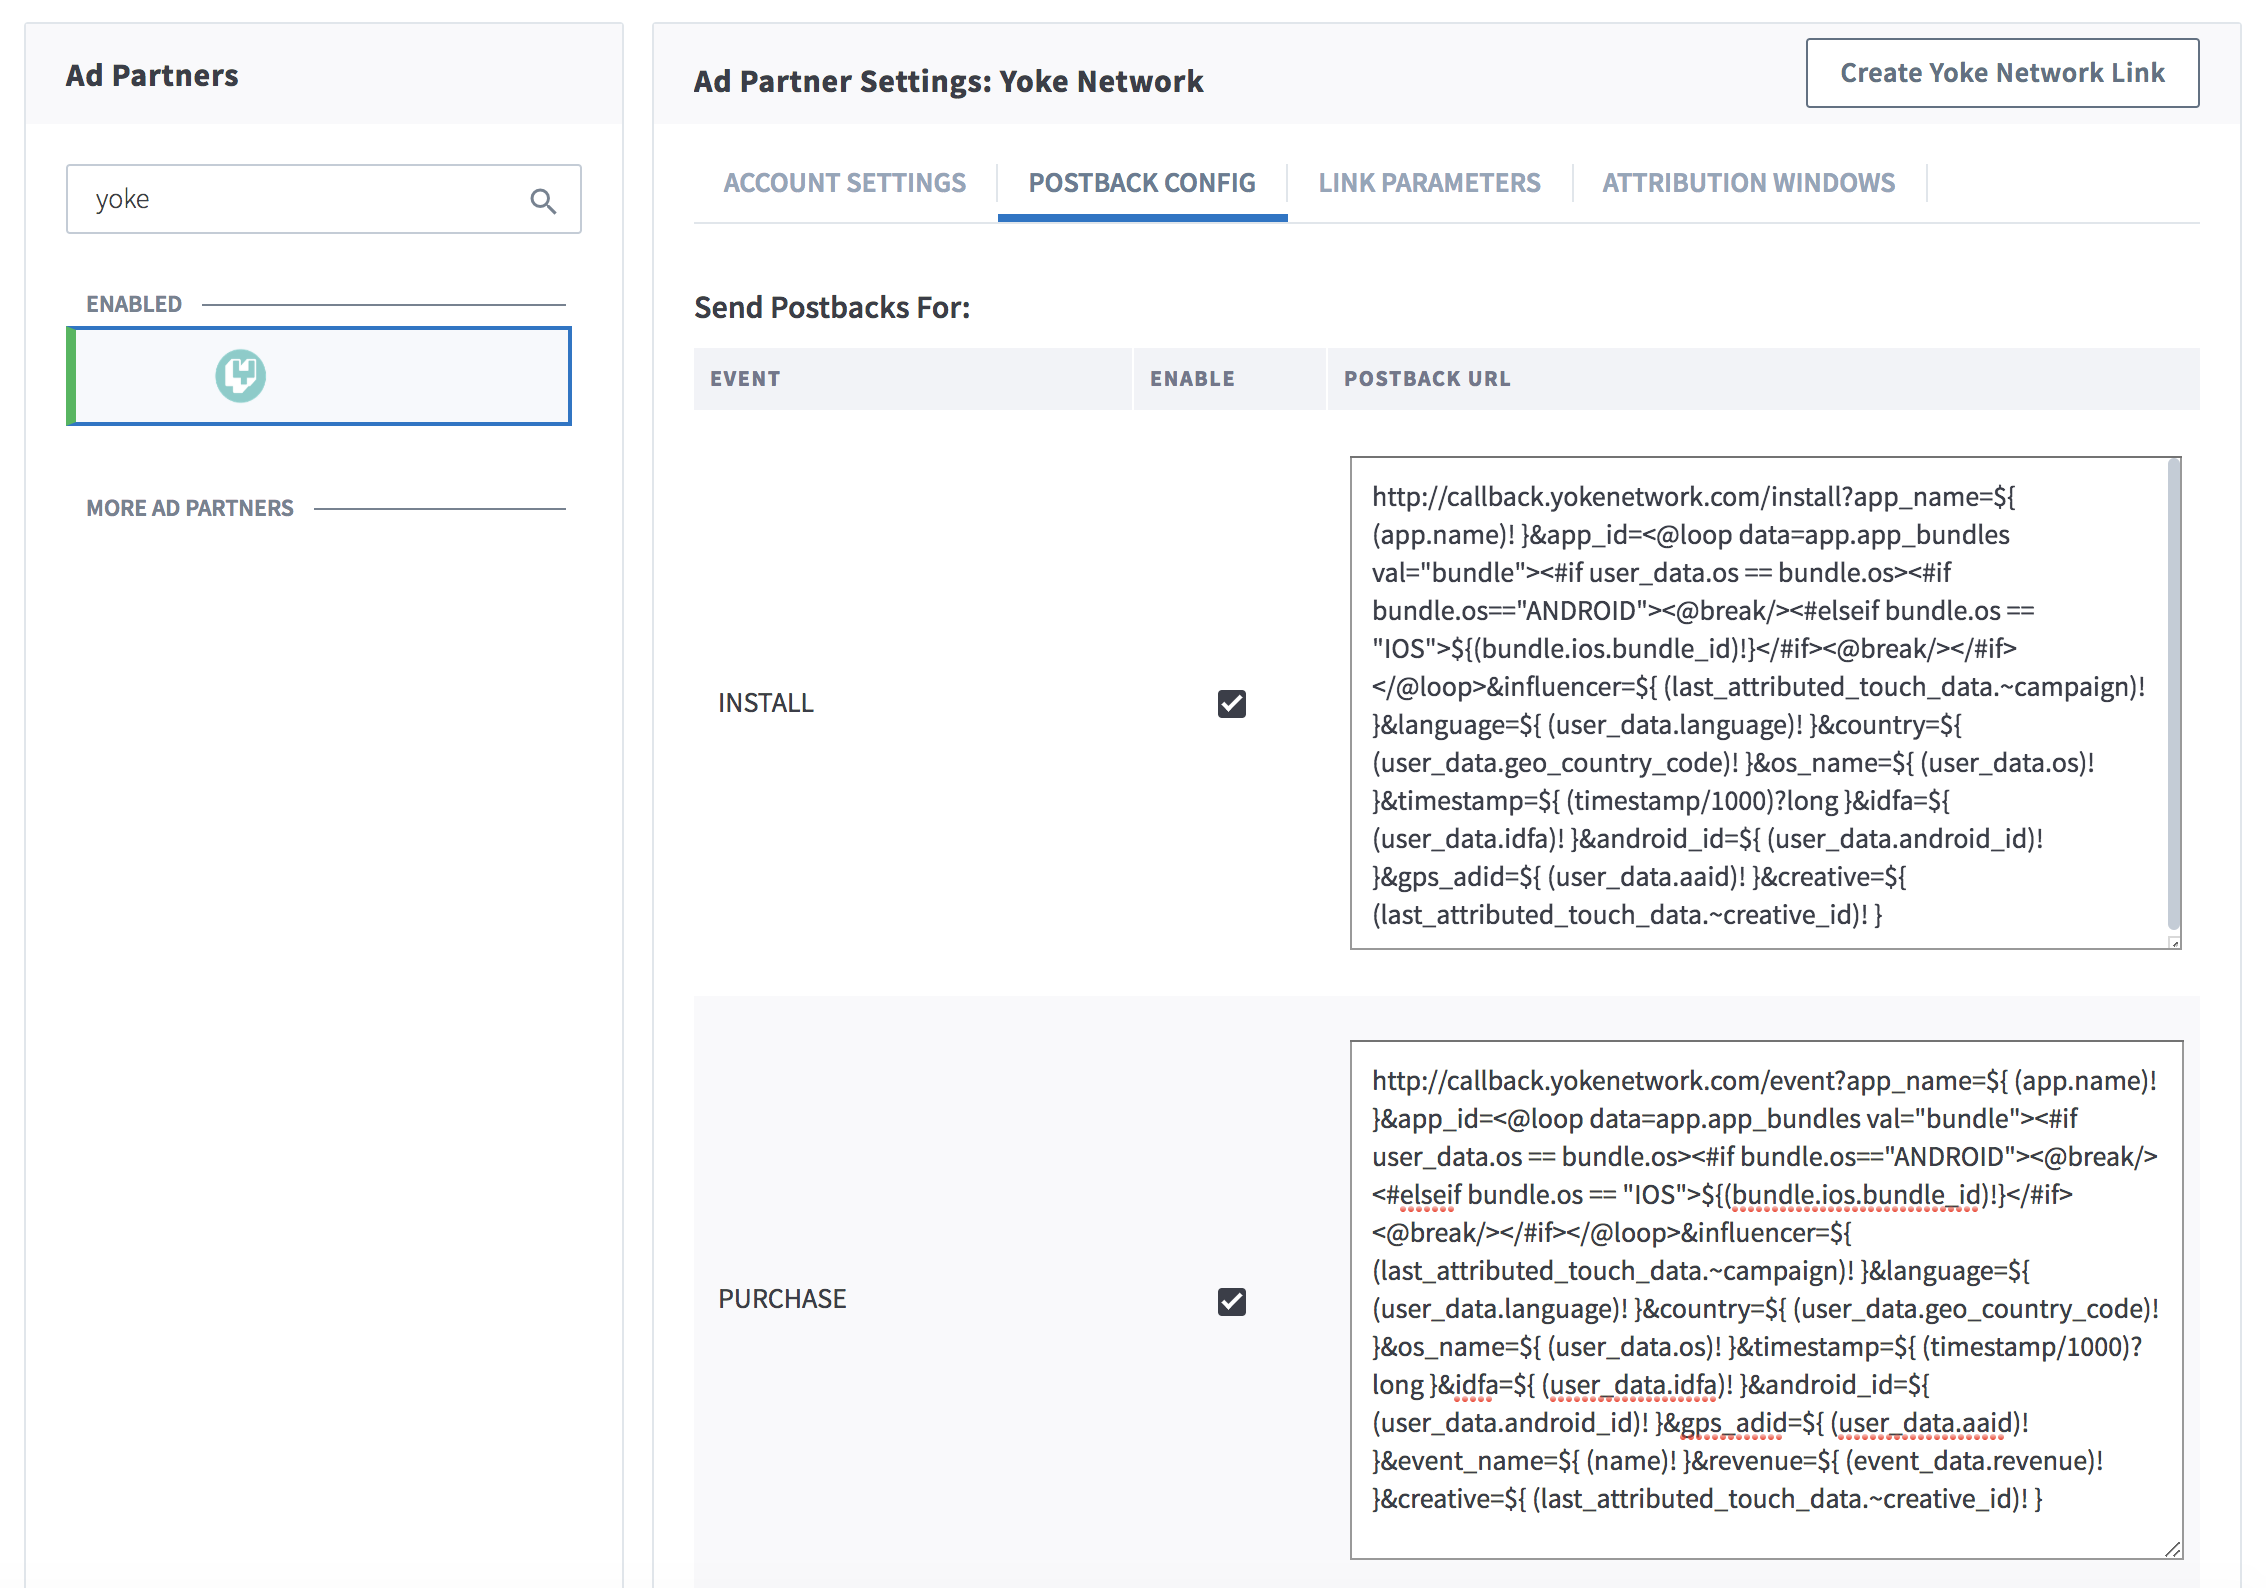 Ad Partners
yoke
ENABLED
MORE AD PARTNERS
Ad Partner Settings: Yoke Network
Create Yoke Network Link
ACCOUNT SETTINGS
POSTBACK CONFIG
LINK PARAMETERS
ATTRIBUTION WINDOWS
Send Postbacks For:
EVENT
ENABLE
POSTBACK URL
INSTALL
http://callback.yokenetwork.com/install?app_name=${
(app.name)! }&app_id=<@loop data=app.app_bundles
val="bundle"><#if user_data.os == bundle.os><#if
bundle.os=="ANDROID"><@break/><#elseif bundle.os ==
"IOS">${(bundle.ios.bundle_id)!}</#if><@break/></#if>
</@loop>&influencer=${ (last_attributed_touch_data.~campaign)!
}&language=${ (user_data.language)! }&country=${
(user_data.geo_country_code)! }&os_name=${ (user_data.os)!
}&timestamp=${ (timestamp/1000)?long }&idfa=${
(user_data.idfa)! }&android_id=${ (user_data.android_id)!
}&gps_adid=${ (user_data.aaid)! }&creative=${
(last_attributed_touch_data.~creative_id)! }
PURCHASE
http://callback.yokenetwork.com/event?app_name=${ (app.name)!
}&app_id=<@loop data=app.app_bundles val="bundle"><#if
user_data.os == bundle.os><#if bundle.os=="ANDROID"><@break/>
<#elseif bundle.os == "IOS">${(bundle.ios.bundle_id)!}</#if>
<@break/></#if></@loop>&influencer=${
(last_attributed_touch_data.~campaign)! }&language=${
(user_data.language)! }&country=${ (user_data.geo_country_code)!
}&os_name=${ (user_data.os)! }&timestamp=${ (timestamp/1000)?
long }&idfa=${ (user_data.idfa)! }&android_id=${
(user_data.android_id)! }&gps_adid=${ (user_data.aaid)!
}&event_name=${ (name)! }&revenue=${ (event_data.revenue)!
}&creative=${ (last_attributed_touch_data.~creative_id)! }